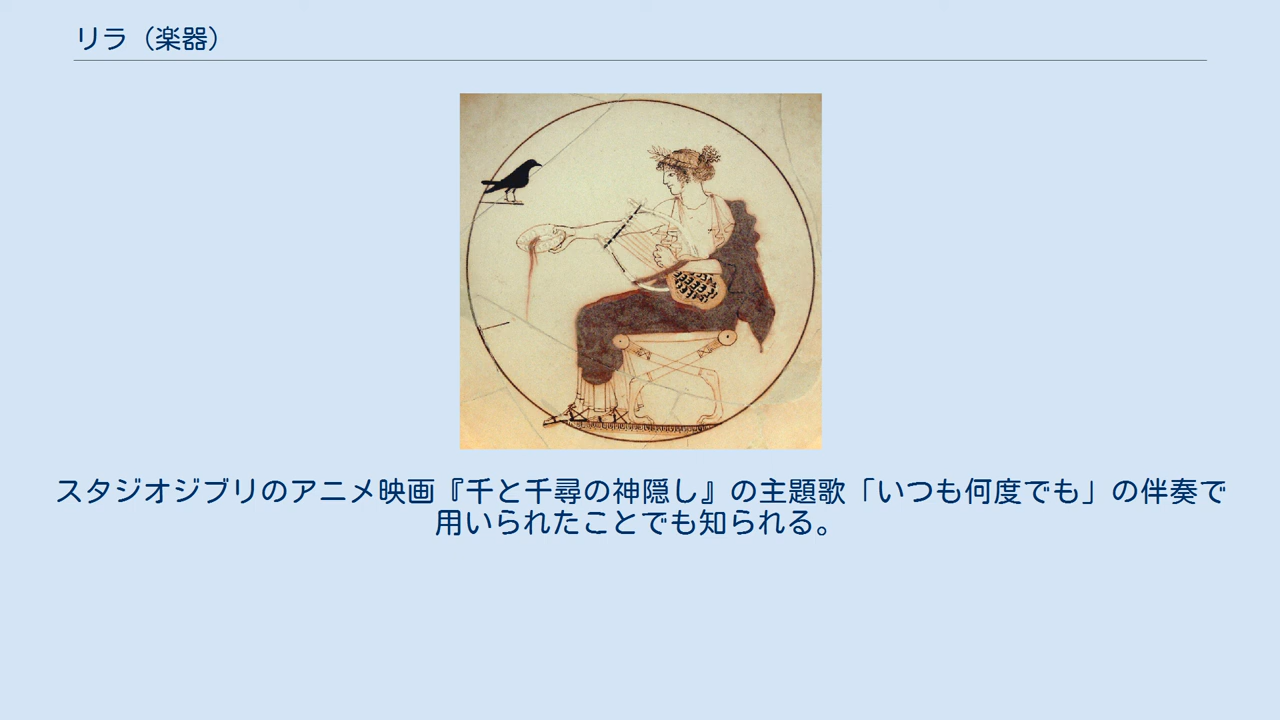 リラ（楽器）
スタジオジブリのアニメ映画『千と千尋の神隠し』の主題歌「いつも何度でも」の伴奏で
用いられたことでも知られる。